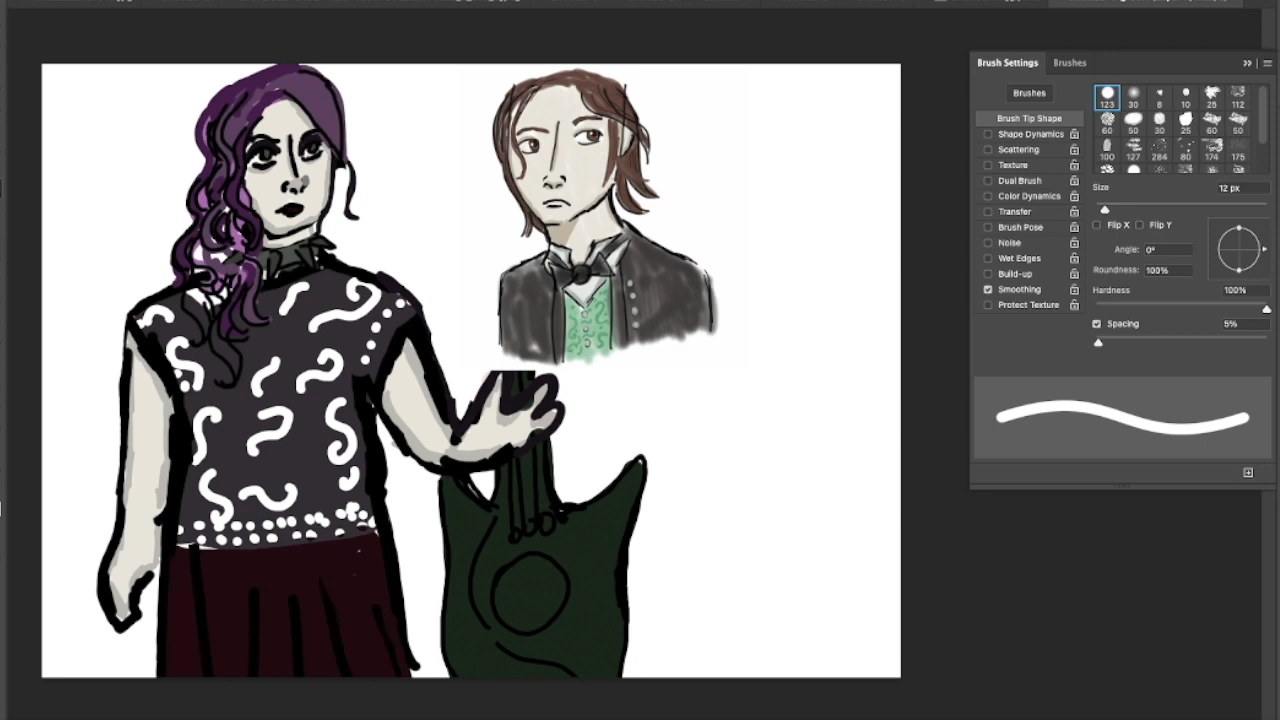 Brush Settings Brushes
Brushes
123 30 8 10 25 112
60 50 30 25 60 50
100 127 284 80 174 175
Brush Tip Shape
Shape Dynamics
Scattering
Texture
Dual Brush
Color Dynamics
Transfer
Brush Pose
Noise
Wet Edges
Build-up
Smoothing
Protect Texture
Size 12 px
Flip X Flip Y
Angle: 0°
Roundness: 100%
Hardness 100%
Spacing 5%